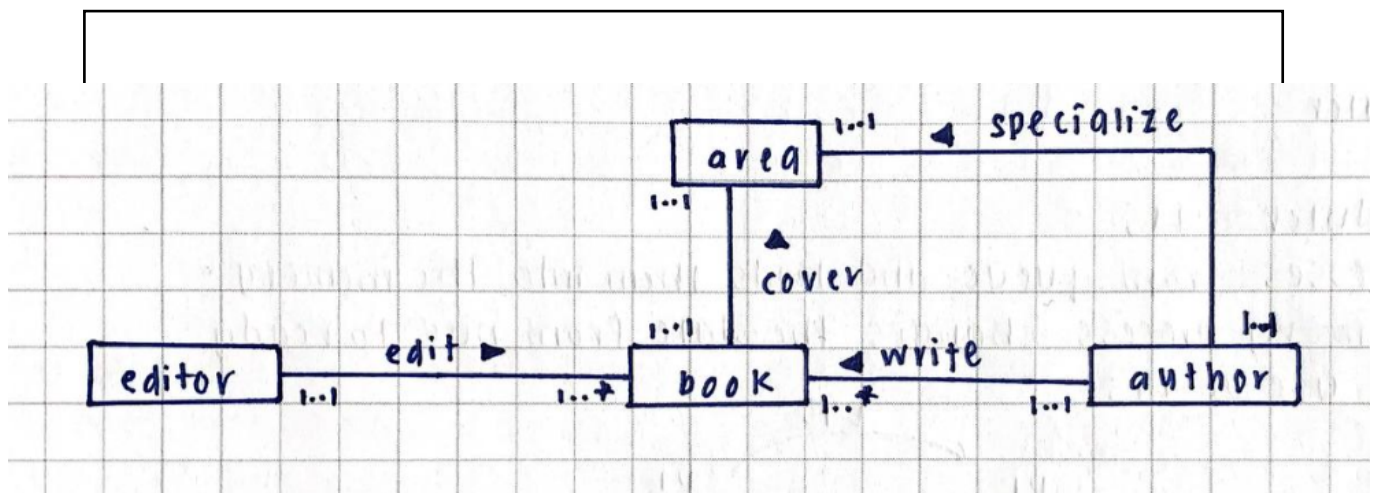 1..1 ◄ specialize
area
1..1
▲
cover
1..1 1..1
edit ► ◄ write
editor book author
1..1 1..* 1..* 1..1